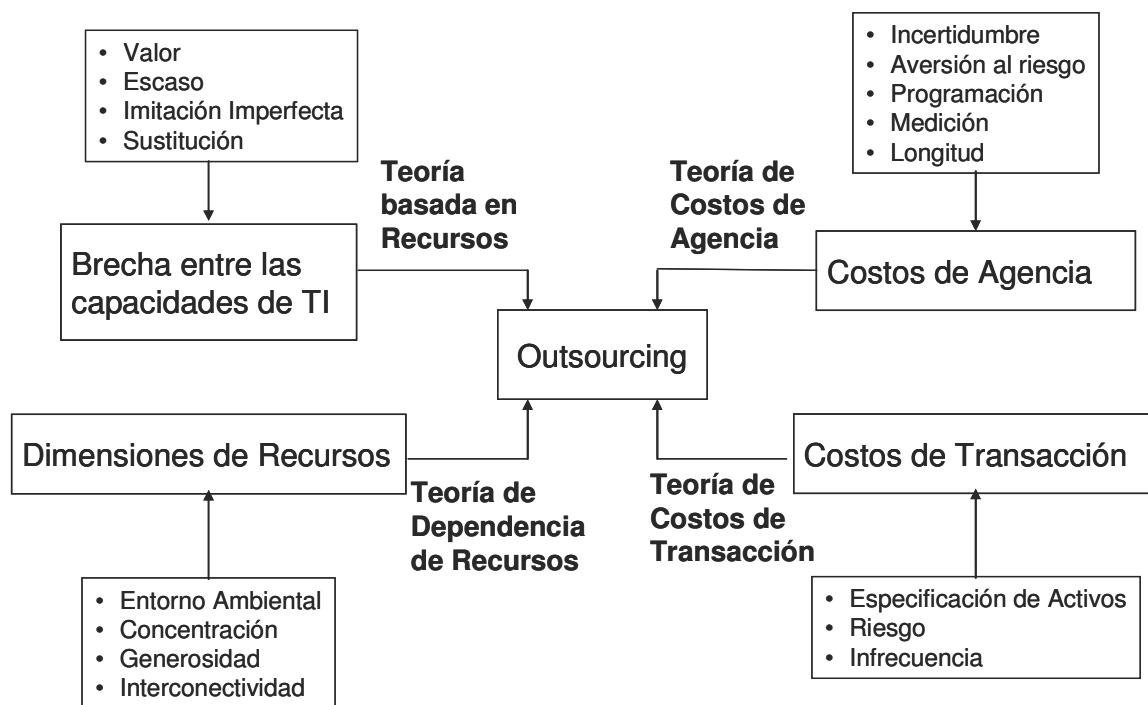 • Valor
• Escaso
• Imitación Imperfecta
• Sustitución
• Incertidumbre
• Aversión al riesgo
• Programación
• Medición
• Longitud
Teoría
basada en
Recursos
Teoría de
Costos de
Agencia
Brecha entre las
capacidades de TI
Costos de Agencia
Outsourcing
Dimensiones de Recursos
Costos de Transacción
Teoría de
Dependencia
de Recursos
Teoría de
Costos de
Transacción
• Entorno Ambiental
• Concentración
• Generosidad
• Interconectividad
• Especificación de Activos
• Riesgo
• Infrecuencia